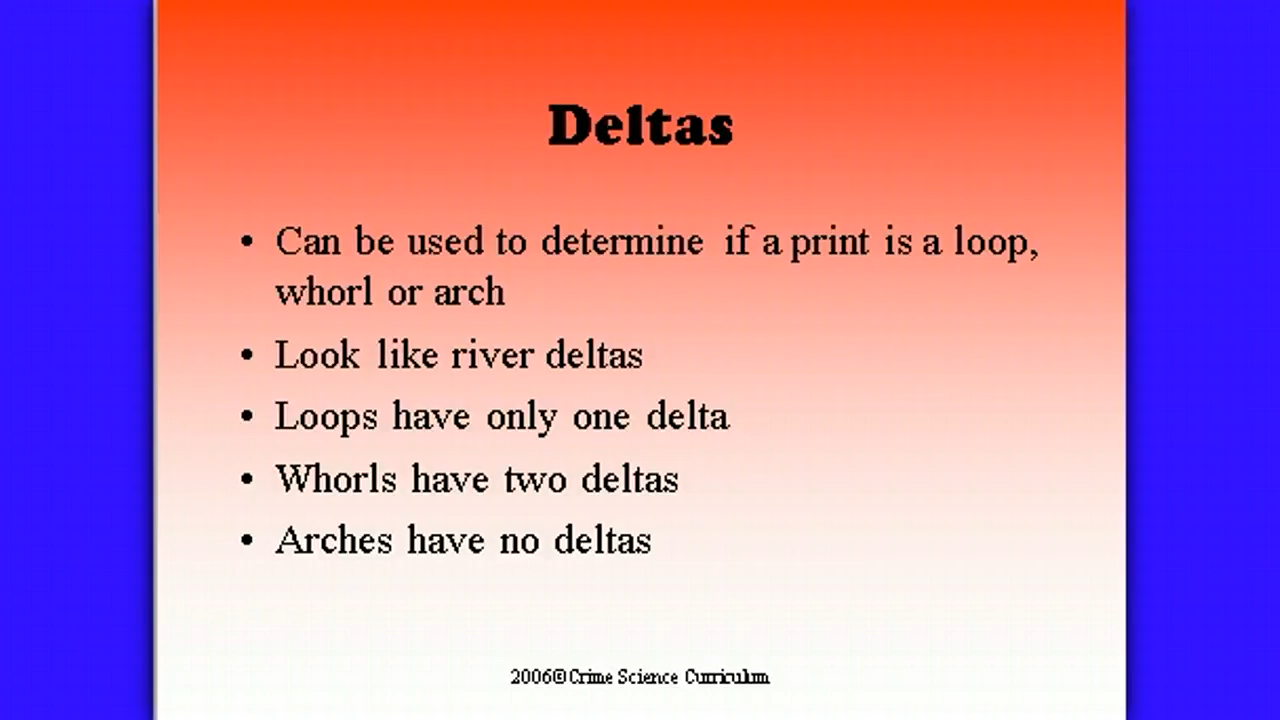 Deltas
• Can be used to determine if a print is a loop,
whorl or arch
• Look like river deltas
• Loops have only one delta
• Whorls have two deltas
• Arches have no deltas
2006©Crime Science Curriculum